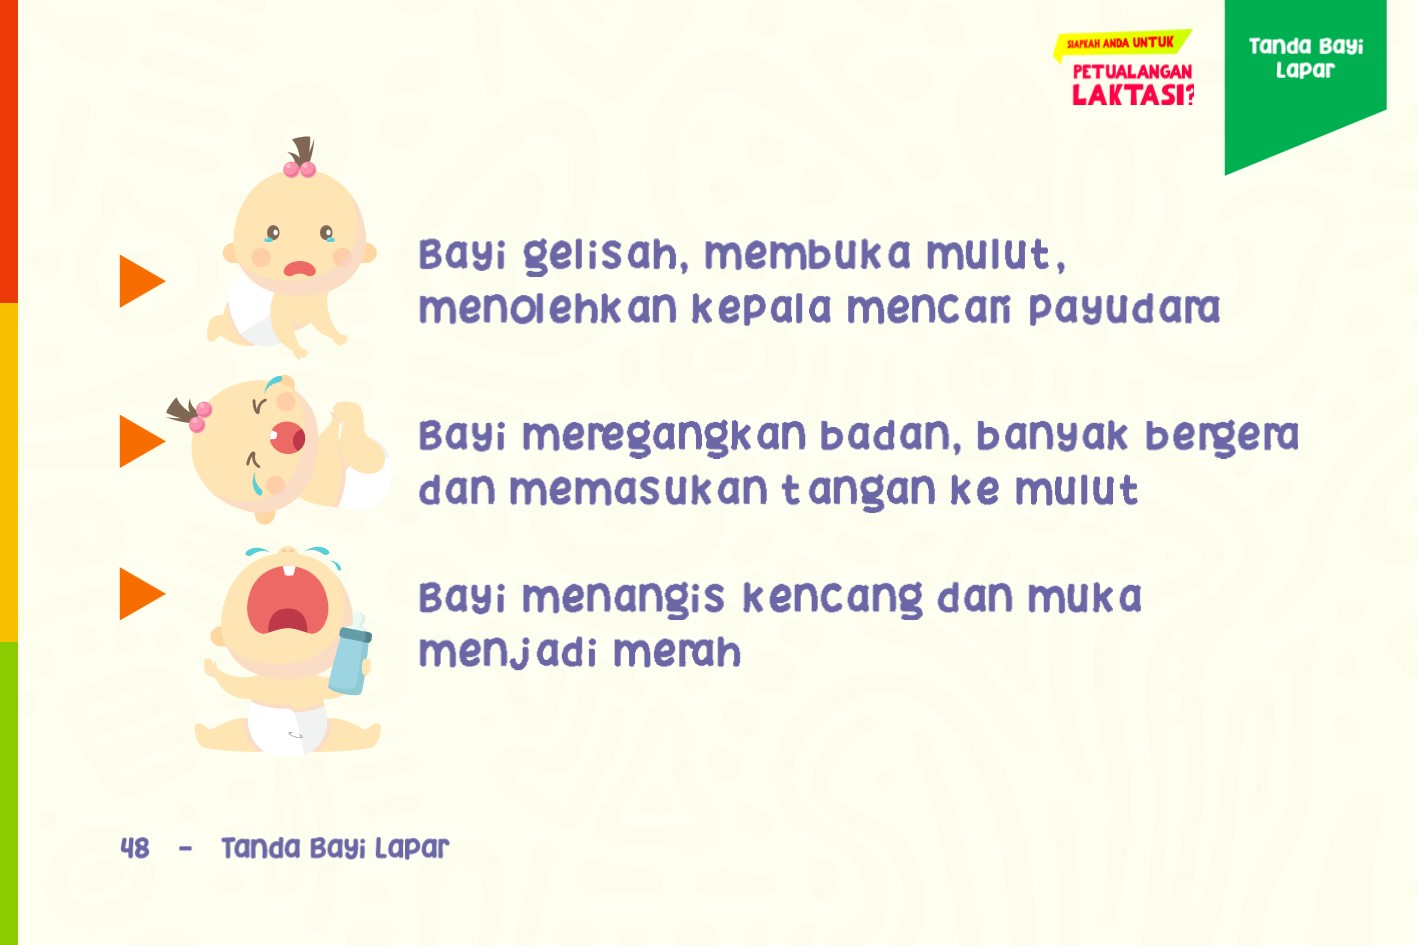 SIAPKAH ANDA UNTUK
PETUALANGAN
LAKTASI?
Tanda Bayi
Lapar
Bayi gelisah, membuka mulut,
menolehkan kepala mencari payudara
Bayi meregangkan badan, banyak bergera
dan memasukan tangan ke mulut
Bayi menangis kencang dan muka
menjadi merah
48 - Tanda Bayi Lapar